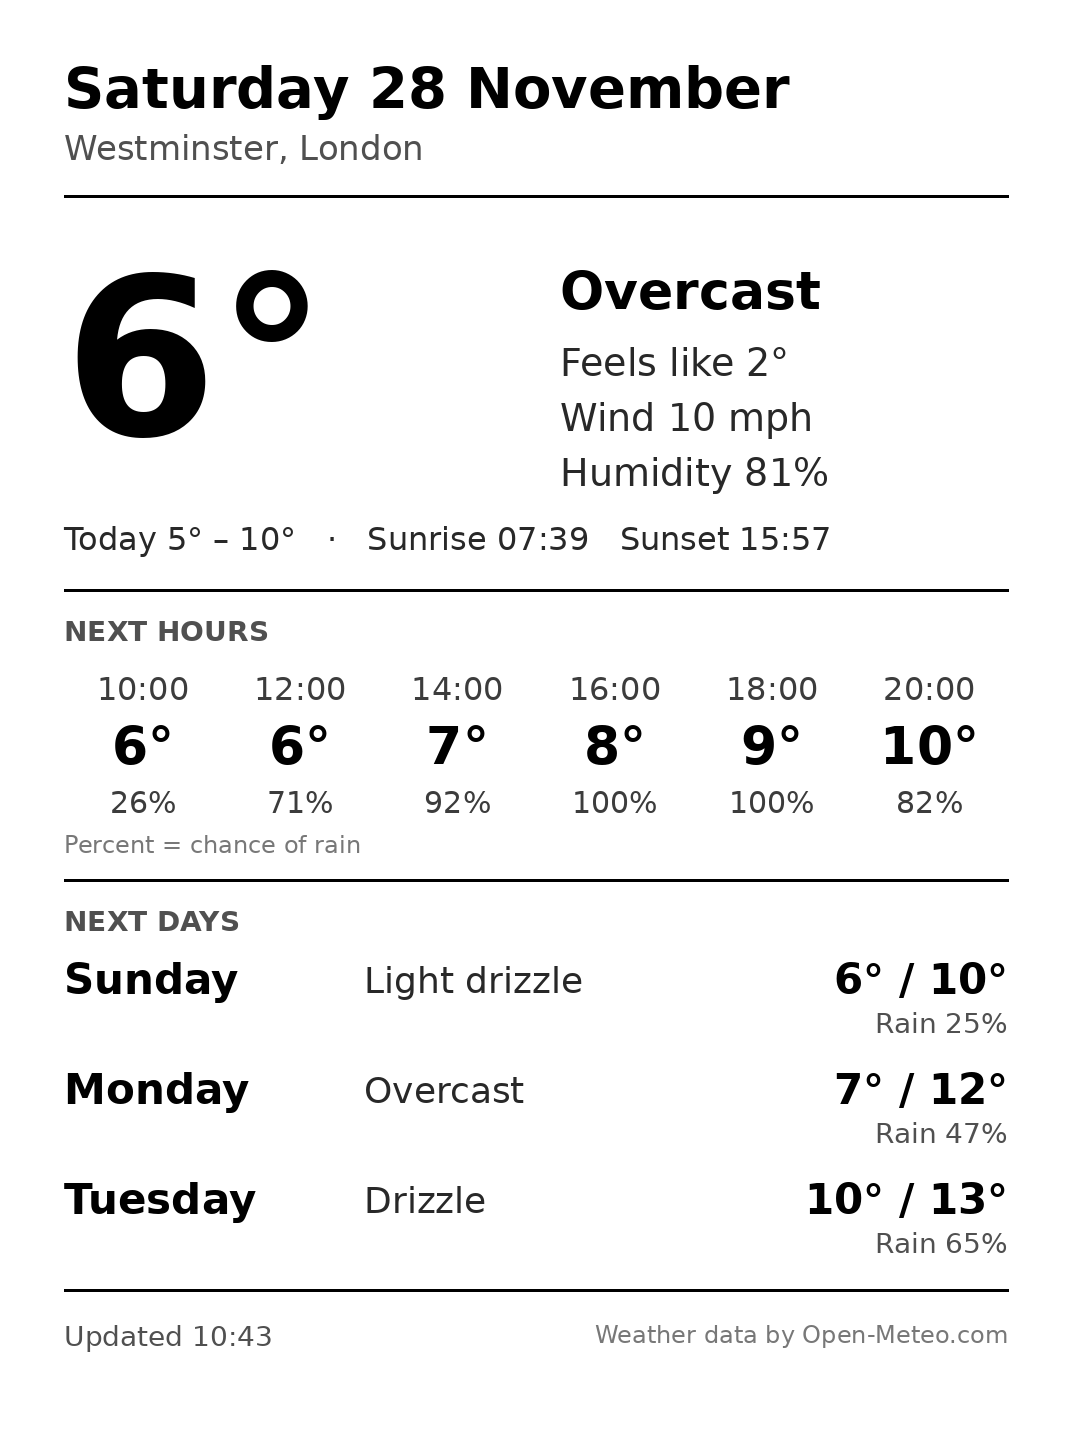 Saturday 28 November
Westminster, London
6°
Overcast
Feels like 2°
Wind 10 mph
Humidity 81%
Today 5° – 10° · Sunrise 07:39 Sunset 15:57
NEXT HOURS
10:00 12:00 14:00 16:00 18:00 20:00
6° 6° 7° 8° 9° 10°
26% 71% 92% 100% 100% 82%
Percent = chance of rain
NEXT DAYS
Sunday Light drizzle 6° / 10°
Rain 25%
Monday Overcast 7° / 12°
Rain 47%
Tuesday Drizzle 10° / 13°
Rain 65%
Updated 10:43 Weather data by Open-Meteo.com